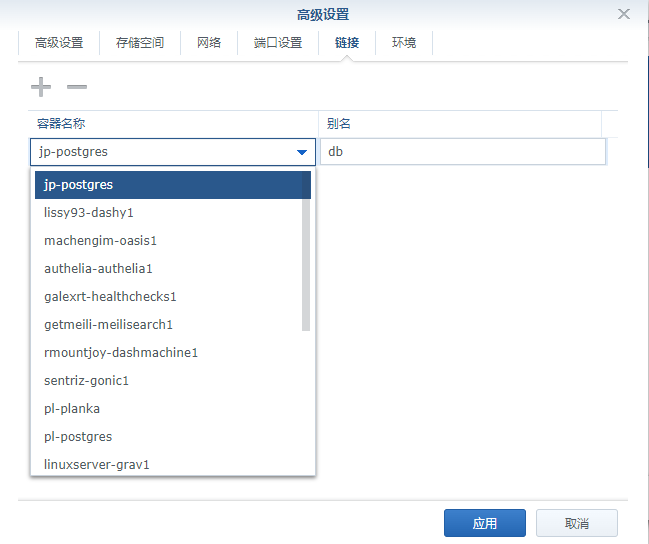 高级设置
高级设置 存储空间 网络 端口设置 链接 环境
容器名称 别名
jp-postgres db
jp-postgres
lissy93-dashy1
machengim-oasis1
authelia-authelia1
galexrt-healthchecks1
getmeili-meilisearch1
rmountjoy-dashmachine1
sentriz-gonic1
pl-planka
pl-postgres
linuxserver-grav1
应用 取消